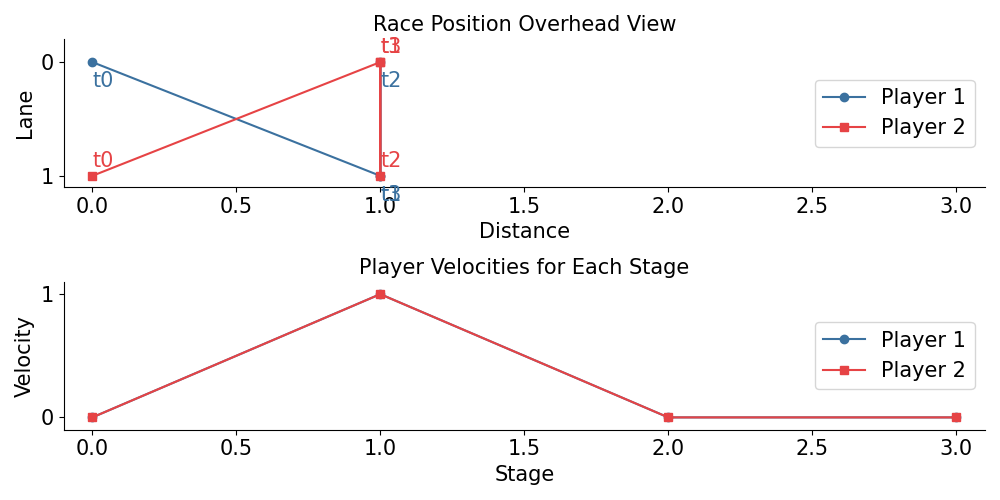 Race Position Overhead View
Lane
0
1
t0
t0
t1
t3
t2
t2
t1
t3
Player 1
Player 2
0.0 0.5 1.0 1.5 2.0 2.5 3.0
Distance
Player Velocities for Each Stage
Velocity
1
0
Player 1
Player 2
0.0 0.5 1.0 1.5 2.0 2.5 3.0
Stage